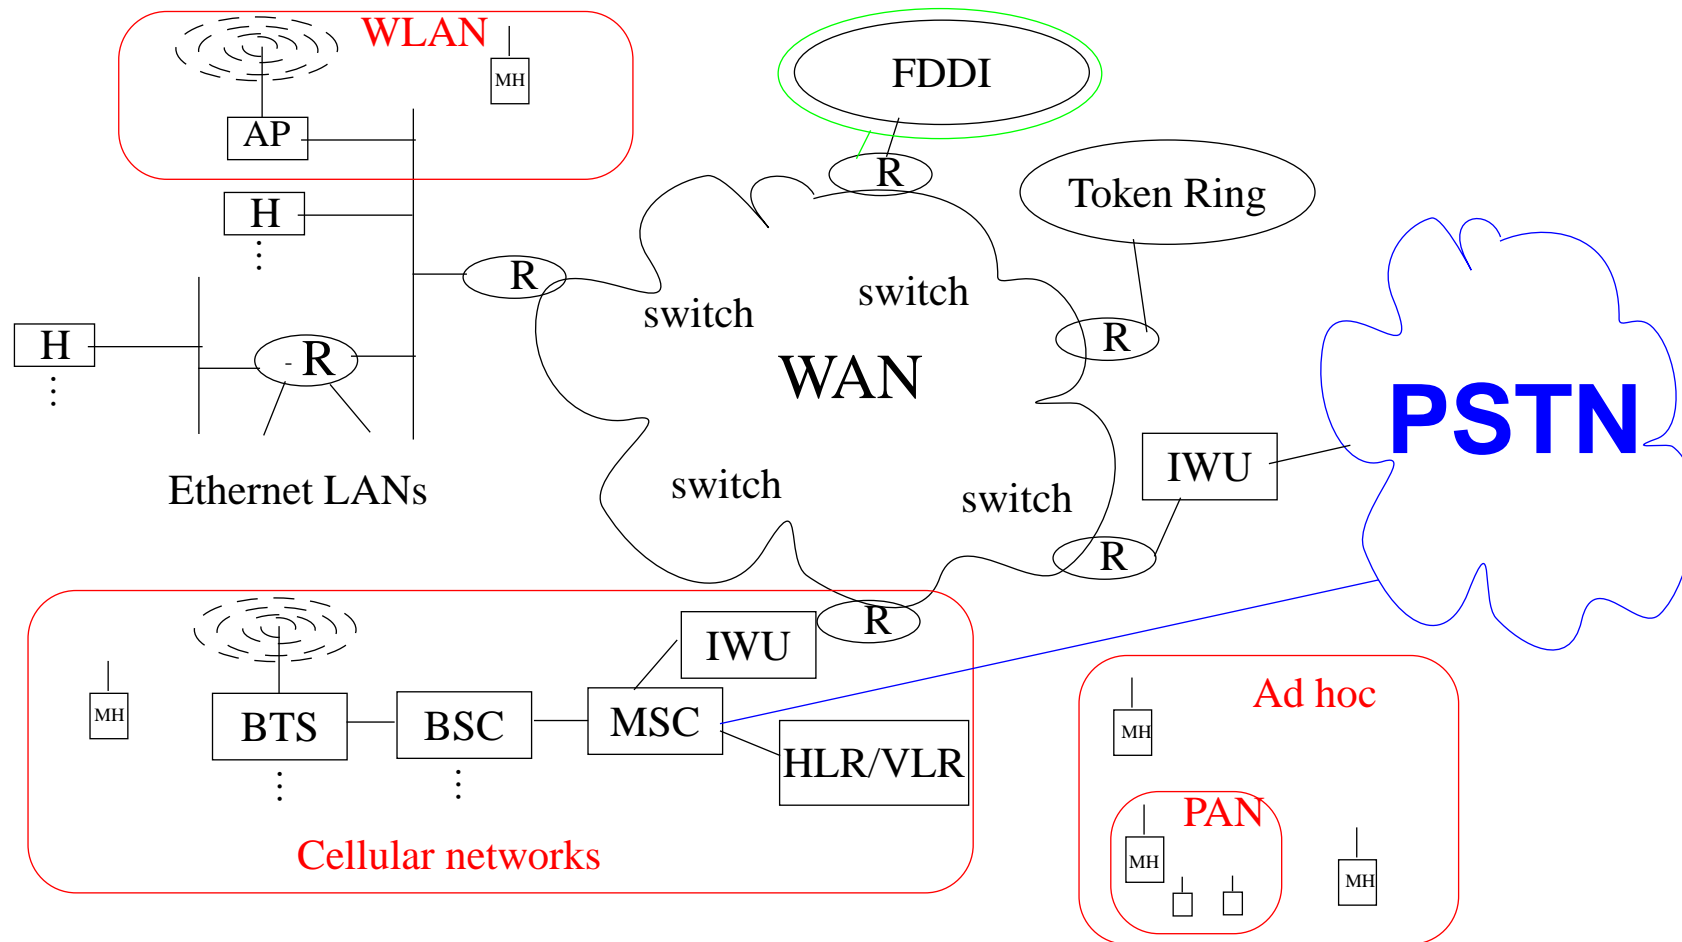 WLAN
MH
AP
FDDI
R
Token Ring
H
⋮
R
switch
switch
H
⋮
- R
R
WAN
PSTN
Ethernet LANs
switch
switch
IWU
R
R
IWU
MH
BTS
BSC
MSC
HLR/VLR
⋮
⋮
Cellular networks
Ad hoc
MH
PAN
MH
MH